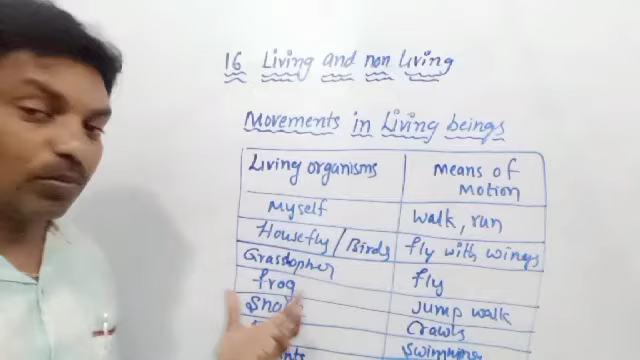 16 Living and non Living
Movements in Living beings
Living organisms
Means of Motion
Myself
walk, run
Housefly / Birds
fly with wings
Grasshopher
fly
frog
Jump walk
Crawls
Swimming